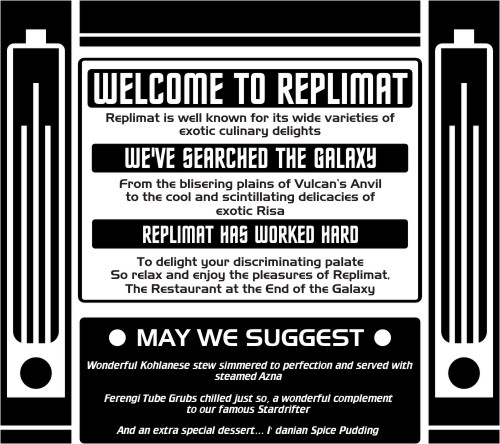 WELCOME TO REPLIMAT
Replimat is well known for its wide varieties of
exotic culinary delights
WE'VE SEARCHED THE GALAXY
From the blisering plains of Vulcan's Anvil
to the cool and scintillating delicacies of
exotic Risa
REPLIMAT HAS WORKED HARD
To delight your discriminating palate
So relax and enjoy the pleasures of Replimat,
The Restaurant at the End of the Galaxy
● MAY WE SUGGEST ●
Wonderful Kohlanese stew simmered to perfection and served with
steamed Azna
Ferengi Tube Grubs chilled just so, a wonderful complement
to our famous Stardrifter
And an extra special dessert... I' danian Spice Pudding